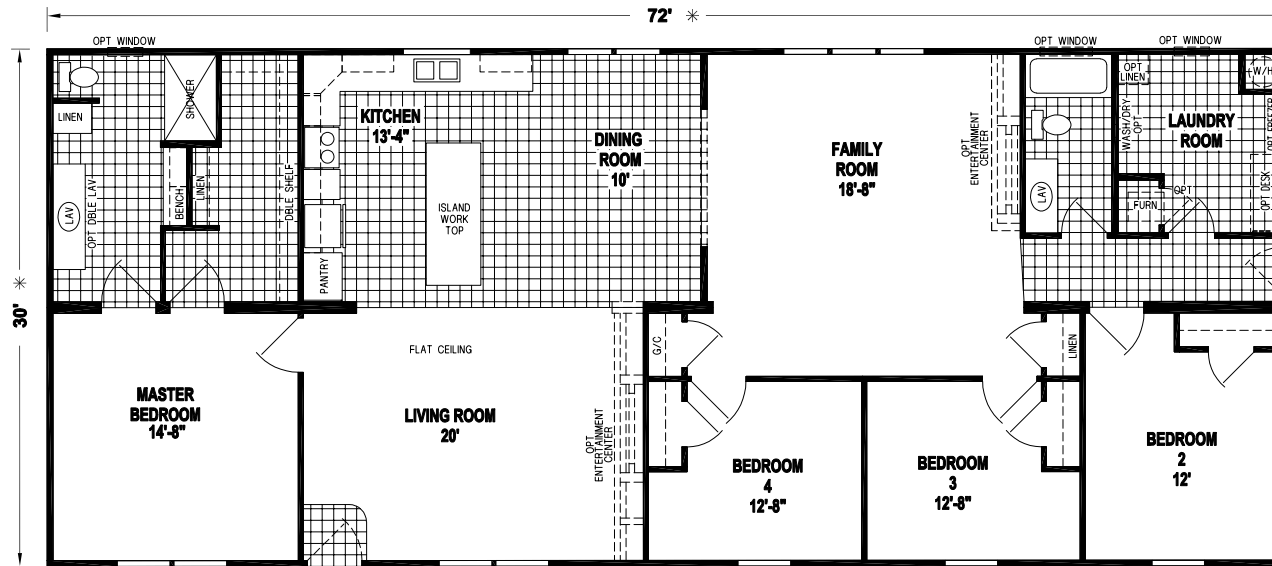 72' ✳
OPT WINDOW
OPT WINDOW
OPT WINDOW
30' ✳
LINEN
SHOWER
OPT DBLE LAV
LAV
BENCH
LINEN
DBLE SHELF
KITCHEN
13'-4"
ISLAND
WORK
TOP
PANTRY
DINING
ROOM
10'
FAMILY
ROOM
18'-8"
OPT
ENTERTAINMENT
CENTER
LAV
OPT
LINEN
W/H
WASH/DRY
OPT
LAUNDRY
ROOM
OPT FREEZER
OPT DESK
FURN
OPT
MASTER
BEDROOM
14'-8"
FLAT CEILING
LIVING ROOM
20'
OPT
ENTERTAINMENT
CENTER
G/C
LINEN
BEDROOM
4
12'-8"
BEDROOM
3
12'-8"
BEDROOM
2
12'